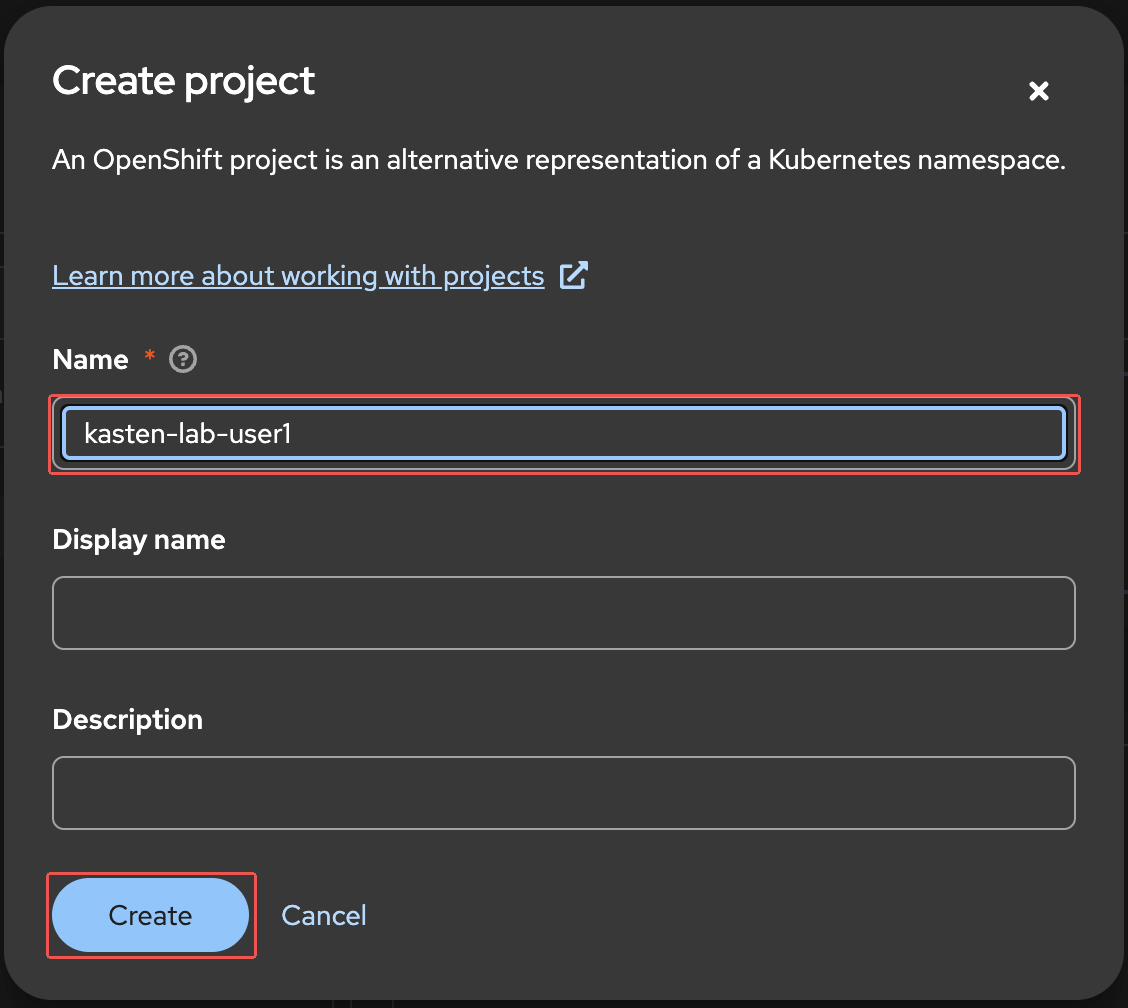 Create project
An OpenShift project is an alternative representation of a Kubernetes namespace.
Learn more about working with projects
Name *
kasten-lab-user1
Display name
Description
Create Cancel